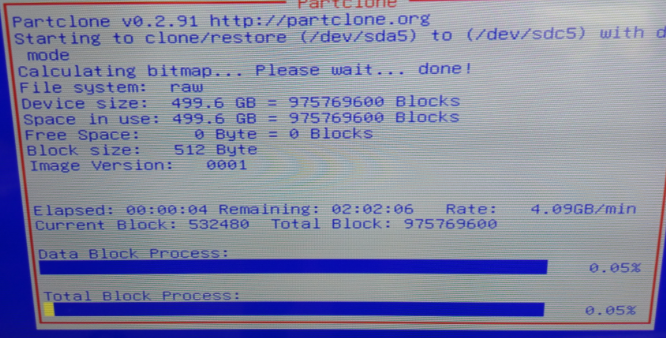 Partclone
Partclone v0.2.91 http://partclone.org
Starting to clone/restore (/dev/sda5) to (/dev/sdc5) with d
mode
Calculating bitmap... Please wait... done!
File system: raw
Device size: 499.6 GB = 975769600 Blocks
Space in use: 499.6 GB = 975769600 Blocks
Free Space: 0 Byte = 0 Blocks
Block size: 512 Byte
Image Version: 0001
Elapsed: 00:00:04 Remaining: 02:02:06 Rate: 4.09GB/min
Current Block: 532480 Total Block: 975769600
Data Block Process:
0.05%
Total Block Process:
0.05%